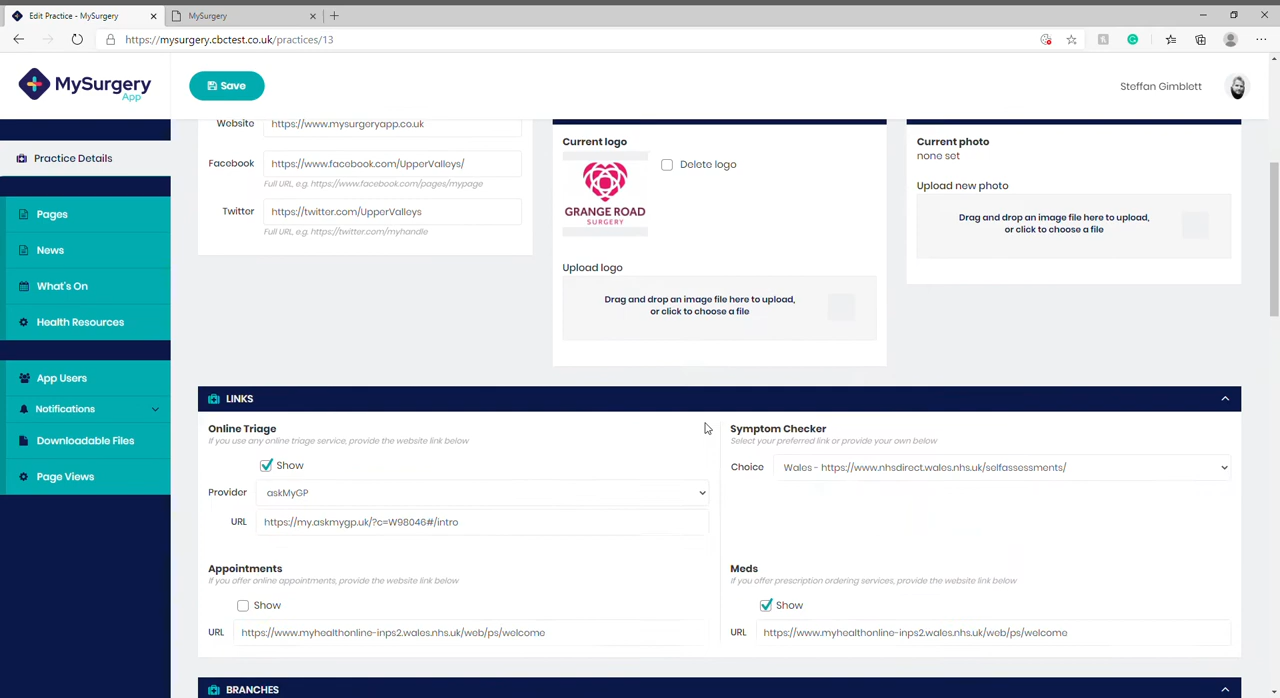 Edit Practice - MySurgery
MySurgery
https://mysurgery.cbctest.co.uk/practices/13
MySurgery
App
Save
Steffan Gimblett
Practice Details
Pages
News
What's On
Health Resources
App Users
Notifications
Downloadable Files
Page Views
Website https://www.mysurgeryapp.co.uk
Facebook https://www.facebook.com/UpperValleys/
Full URL, e.g. https://www.facebook.com/pages/mypage
Twitter https://twitter.com/UpperValleys
Full URL, e.g. https://twitter.com/myhandle
Current logo
GRANGE ROAD
SURGERY
Delete logo
Upload logo
Drag and drop an image file here to upload,
or click to choose a file
Current photo
none set
Upload new photo
Drag and drop an image file here to upload,
or click to choose a file
LINKS
Online Triage
If you use any online triage service, provide the website link below
Show
Provider askMyGP
URL https://my.askmygp.uk/?c=W98046#/intro
Symptom Checker
Select your preferred link or provide your own below
Choice Wales - https://www.nhsdirect.wales.nhs.uk/selfassessments/
Appointments
If you offer online appointments, provide the website link below
Show
URL https://www.myhealthonline-inps2.wales.nhs.uk/web/ps/welcome
Meds
If you offer prescription ordering services, provide the website link below
Show
URL https://www.myhealthonline-inps2.wales.nhs.uk/web/ps/welcome
BRANCHES